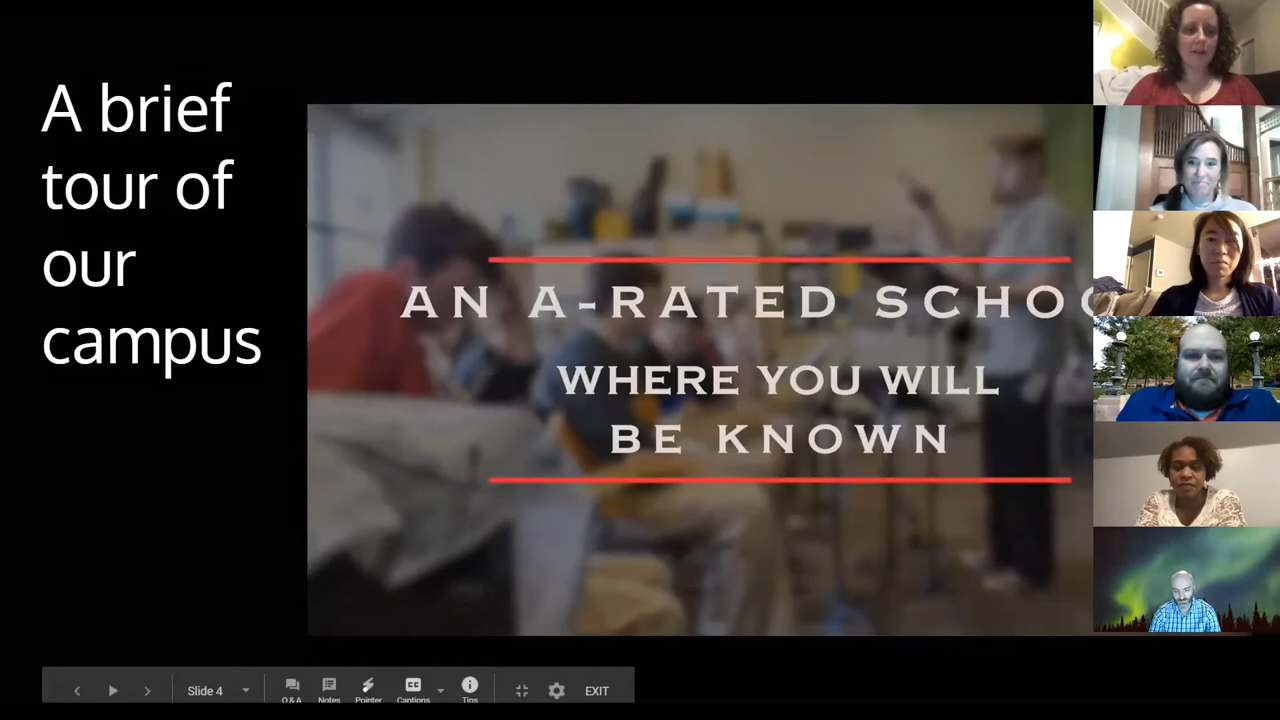 A brief
tour of
our
campus
AN A-RATED SCHOO
WHERE YOU WILL
BE KNOWN
Slide 4
Q & A
Notes
Pointer
Captions
CC
Tips
EXIT